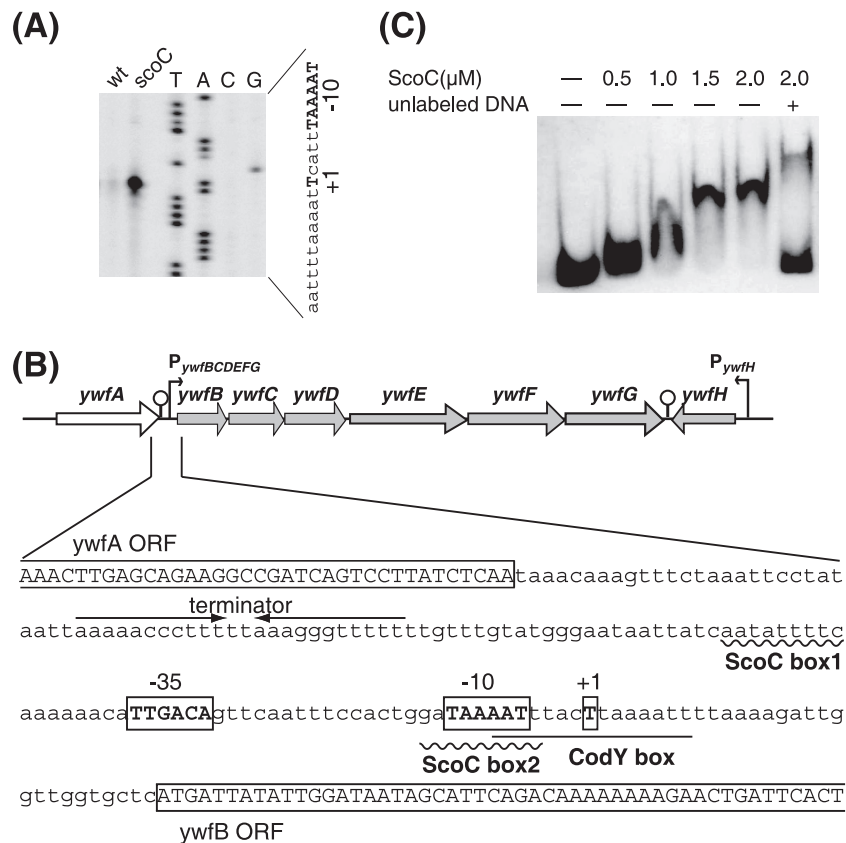 (A)
wt scoC T A C G
aattttaaaatTcattTAAAAT
+1 -10
(C)
ScoC(μM) — 0.5 1.0 1.5 2.0 2.0
unlabeled DNA — — — — — +
(B)
PywfBCDEFG PywfH
ywfA ywfB ywfC ywfD ywfE ywfF ywfG ywfH
ywfA ORF
AAACTTGAGCAGAAGGCCGATCAGTCCTTATCTCAAtaaacaaagtttctaaattcctat
terminator
aattaaaaaccctttttaaagggtttttttgtttgtatgggaataattatcaatattttc
ScoC box1
-35 -10 +1
aaaaaacaTTGACAgttcaatttccactggaTAAAATttacTtaaaattttaaaagattg
ScoC box2 CodY box
gttggtgctcATGATTATATTGGATAATAGCATTCAGACAAAAAAAAGAACTGATTCACT
ywfB ORF